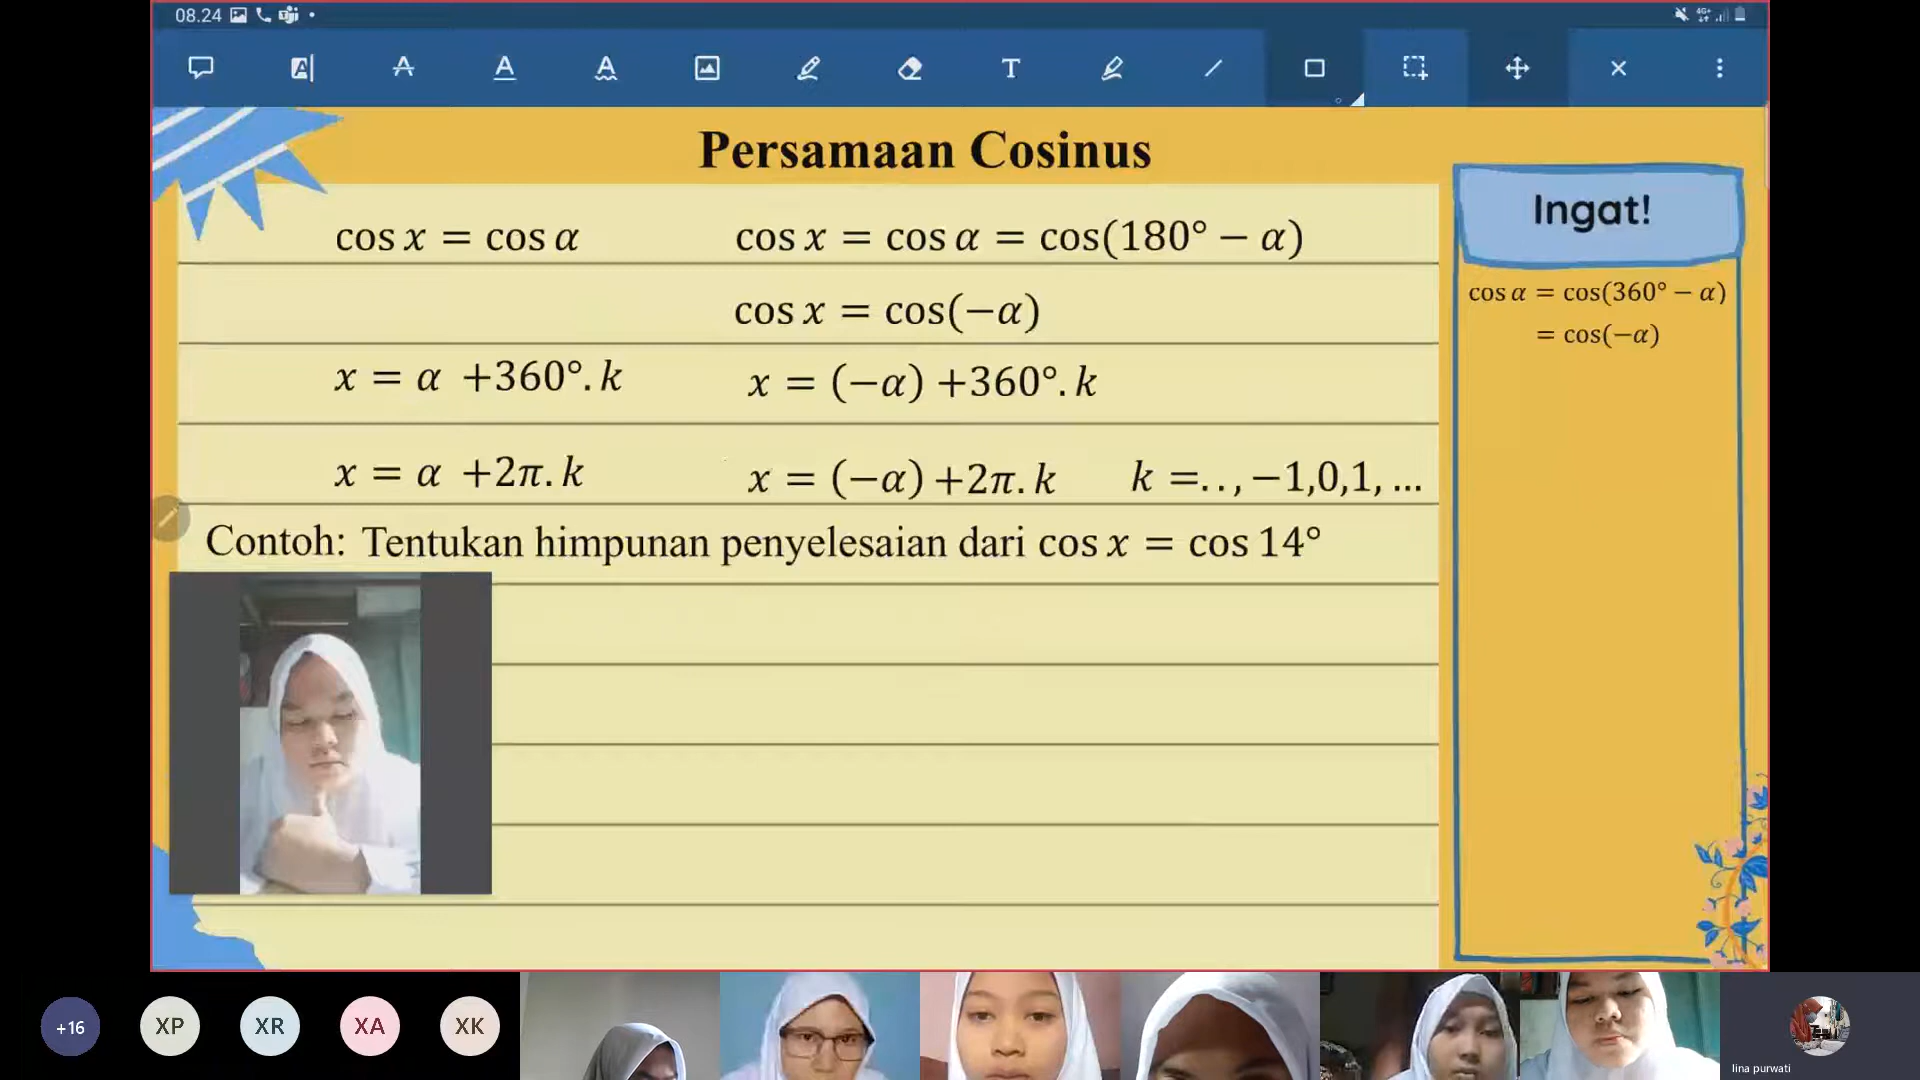 08.24
Persamaan Cosinus
cos x = cos α
cos x = cos α = cos(180° − α)
cos x = cos(−α)
x = α +360°. k
x = (−α) +360°. k
x = α +2π. k
x = (−α) +2π. k
k =. . , −1,0,1, ...
Contoh: Tentukan himpunan penyelesaian dari cos x = cos 14°
Ingat!
cos α = cos(360° − α)
= cos(−α)
+16
XP
XR
XA
XK
lina purwati